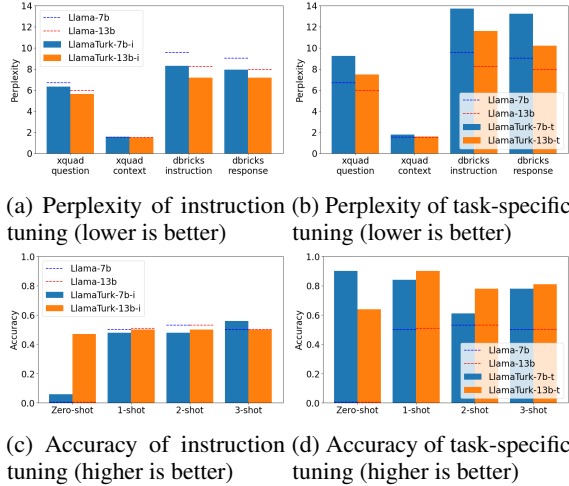 14
12
10
8
6
4
2
0
Perplexity
Llama-7b
Llama-13b
LlamaTurk-7b-i
LlamaTurk-13b-i
xquad question
xquad context
dbricks instruction
dbricks response
14
12
10
8
6
4
2
0
Perplexity
Llama-7b
Llama-13b
LlamaTurk-7b-t
LlamaTurk-13b-t
xquad question
xquad context
dbricks instruction
dbricks response
(a) Perplexity of instruction
tuning (lower is better)
(b) Perplexity of task-specific
tuning (lower is better)
1.0
0.8
0.6
0.4
0.2
0.0
Accuracy
Llama-7b
Llama-13b
LlamaTurk-7b-i
LlamaTurk-13b-i
Zero-shot
1-shot
2-shot
3-shot
1.0
0.8
0.6
0.4
0.2
0.0
Accuracy
Llama-7b
Llama-13b
LlamaTurk-7b-t
LlamaTurk-13b-t
Zero-shot
1-shot
2-shot
3-shot
(c) Accuracy of instruction
tuning (higher is better)
(d) Accuracy of task-specific
tuning (higher is better)